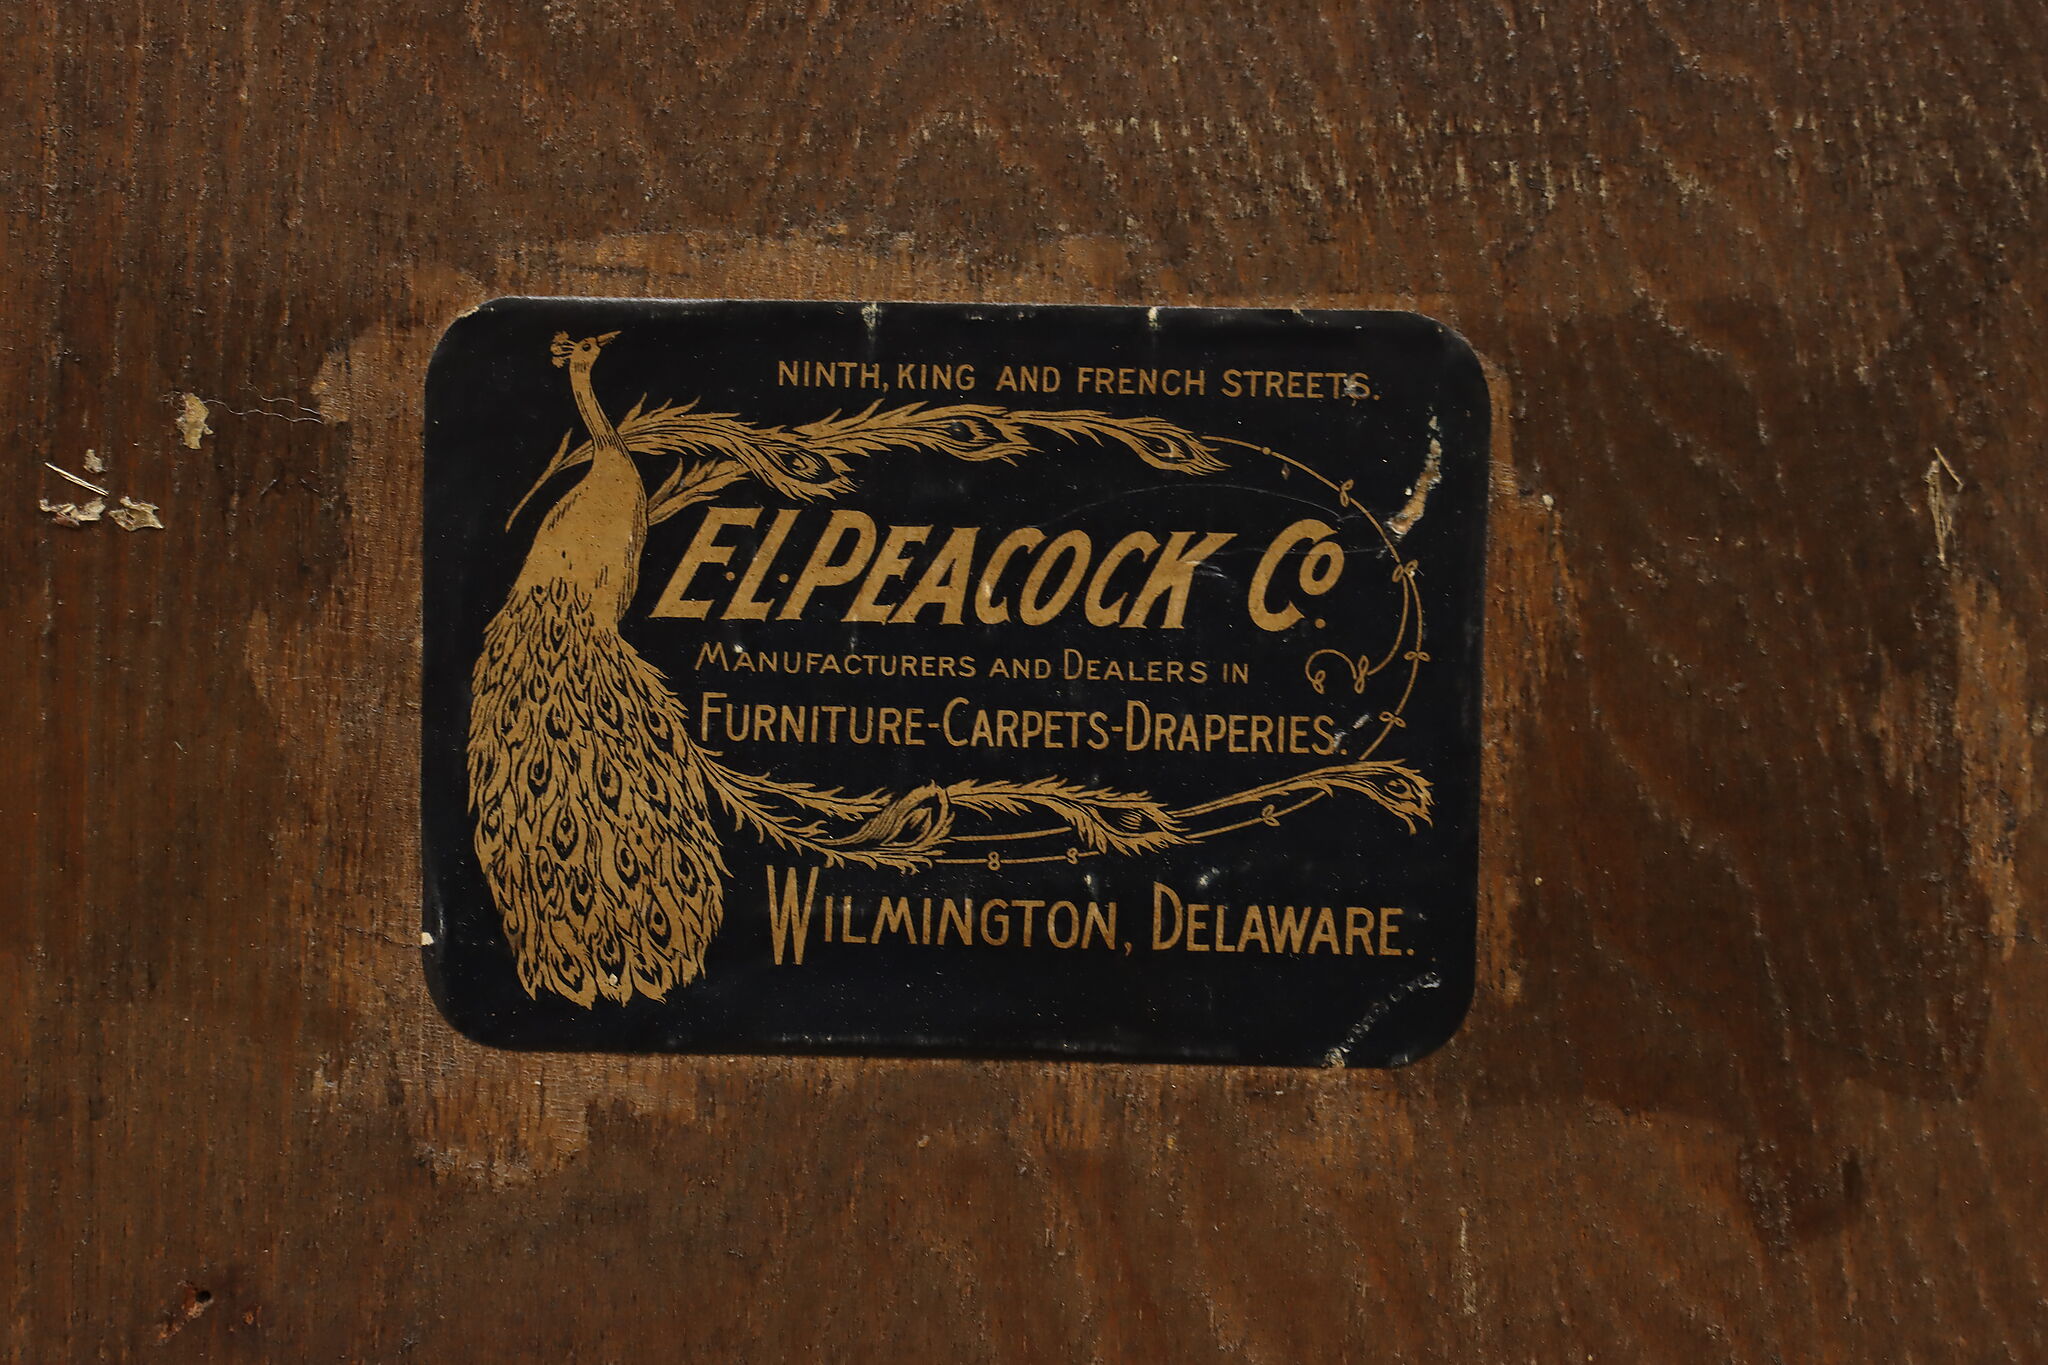 NINTH, KING AND FRENCH STREETS.
E.L. PEACOCK Co.
MANUFACTURERS AND DEALERS IN
FURNITURE-CARPETS-DRAPERIES.
WILMINGTON, DELAWARE.